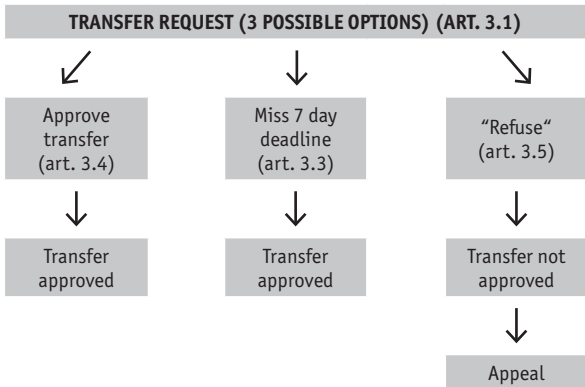 TRANSFER REQUEST (3 POSSIBLE OPTIONS) (ART. 3.1)
Approve
transfer
(art. 3.4)
Miss 7 day
deadline
(art. 3.3)
“Refuse“
(art. 3.5)
Transfer
approved
Transfer
approved
Transfer not
approved
Appeal